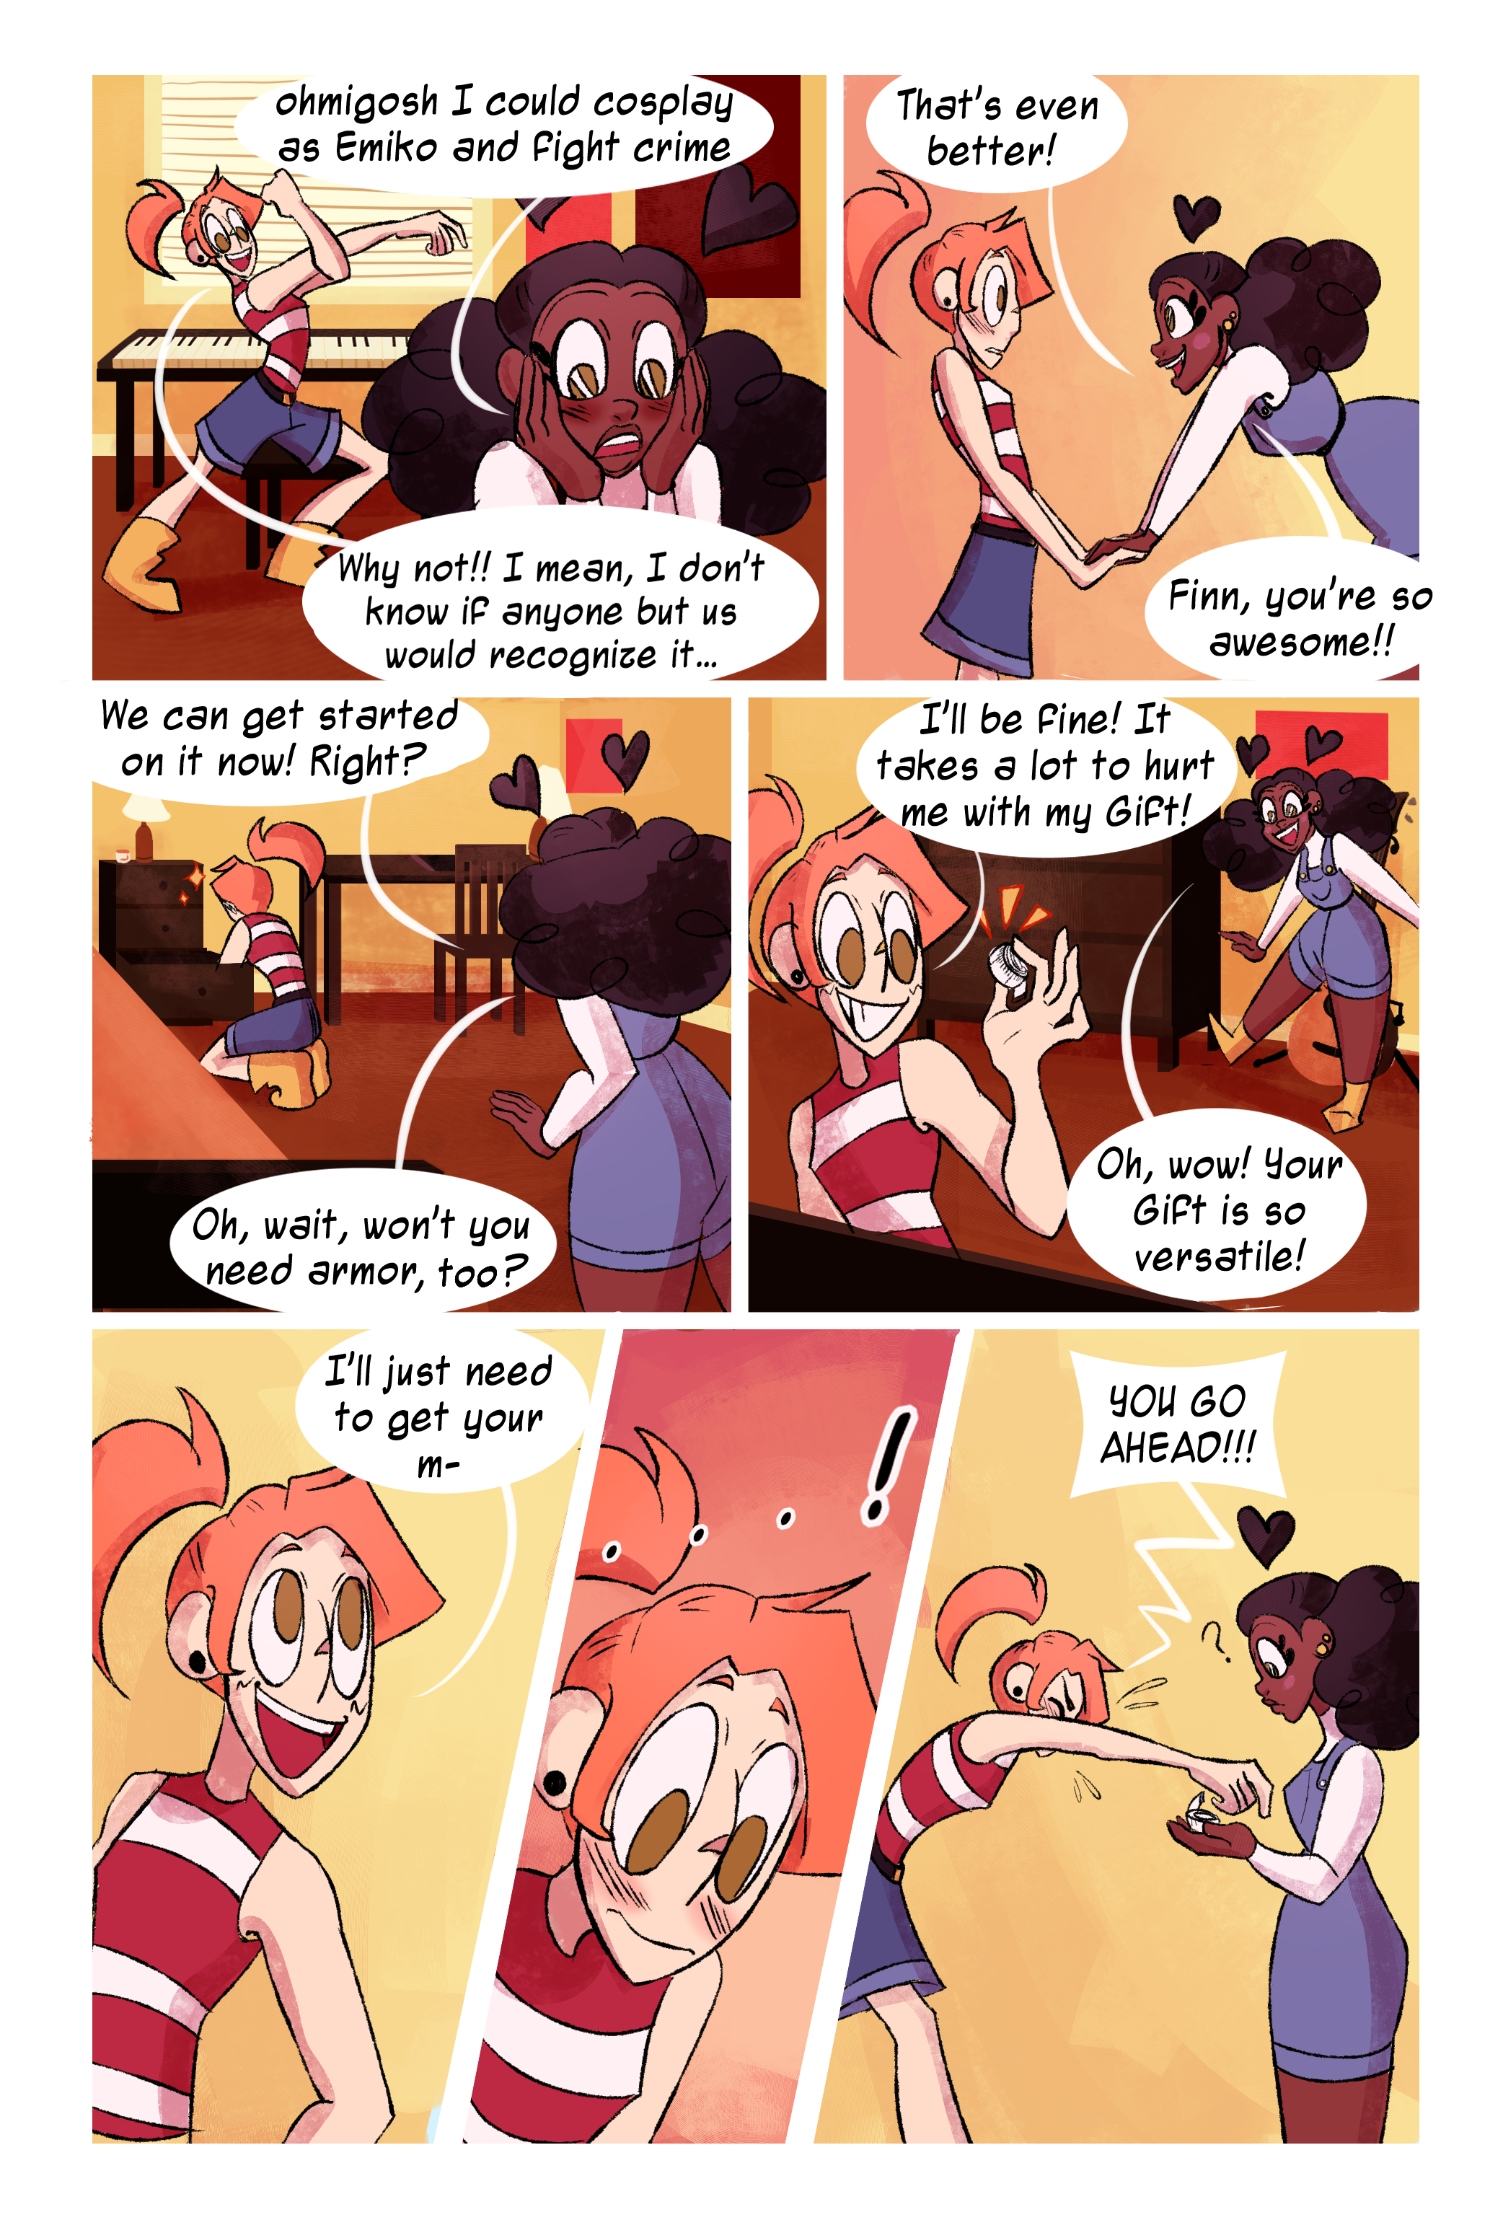 ohmigosh I could cosplay
as Emiko and fight crime
Why not!! I mean, I don't
know if anyone but us
would recognize it...
That's even
better!
Finn, you're so
awesome!!
We can get started
on it now! Right?
Oh, wait, won't you
need armor, too?
I'll be fine! It
takes a lot to hurt
me with my Gift!
Oh, wow! Your
Gift is so
versatile!
I'll just need
to get your
m-
. . . !
YOU GO
AHEAD!!!
?